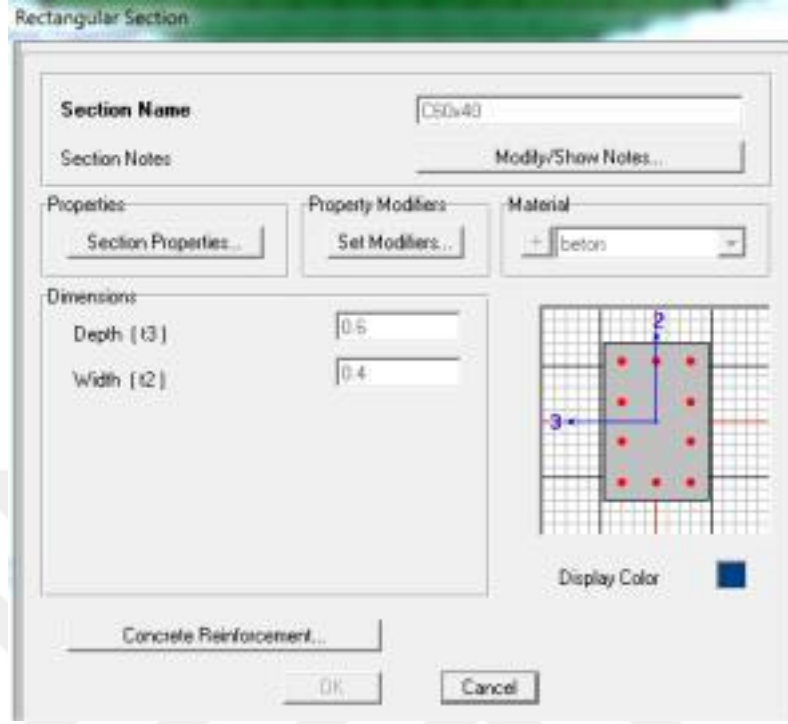 Rectangular Section
Section Name
C60x40
Section Notes
Modify/Show Notes...
Properties
Section Properties...
Property Modifiers
Set Modifiers...
Material
+
beton
Dimensions
Depth ( t3 )
0.6
Width ( t2 )
0.4
2
3
Display Color
Concrete Reinforcement...
OK
Cancel